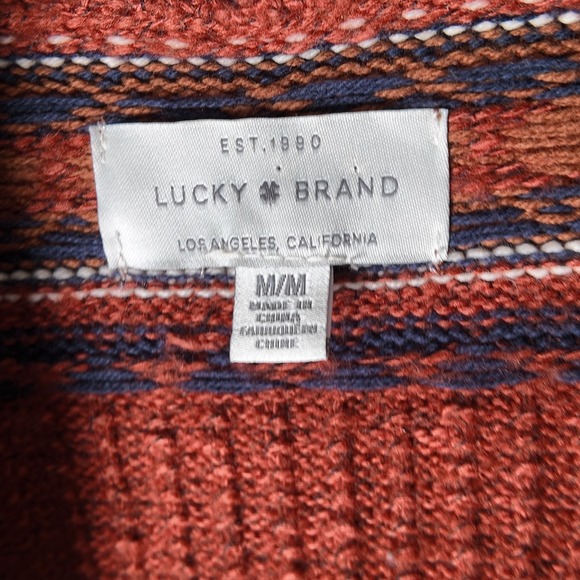 EST. 1990
LUCKY BRAND
LOS ANGELES, CALIFORNIA
M/M
MADE IN
CHINA
FABRIQUÉ EN
CHINE